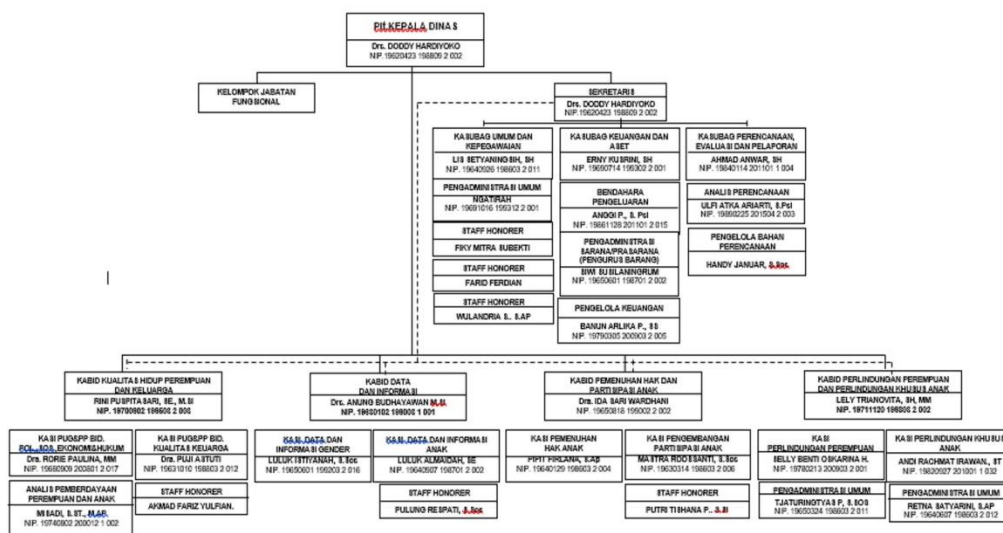 Plt.KEPALA DINAS
Drs. DODDY HARDIYOKO
NIP. 19620423 198809 2 002
KELOMPOK JABATAN
FUNGSIONAL
SEKRETARIS
Drs. DODDY HARDIYOKO
NIP. 19620423 198809 2 002
KASUBAG UMUM DAN
KEPEGAWAIAN
LIS SETYANINGSIH, SH
NIP. 19640926 198603 2 011
PENGADMINISTRASI UMUM
NGATIRAH
NIP. 19691016 199312 2 001
STAFF HONORER
FIKY MITRA SUBEKTI
STAFF HONORER
FARID FERDIAN
STAFF HONORER
WULANDRIA S.. S.AP
KASUBAG KEUANGAN DAN
ASET
ERNY KUSRINI, SH
NIP. 19690714 199302 2 001
BENDAHARA
PENGELUARAN
ANGGI P., S. Psi
NIP. 19861128 201101 2 015
PENGADMINISTRASI
SARANA/PRASARANA
(PENGURUS BARANG)
SIWI SUSILANINGRUM
NIP. 19650601 198701 2 002
PENGELOLA KEUANGAN
BANUN ARLIKA P., SS
NIP. 19790305 200903 2 005
KASUBAG PERENCANAAN,
EVALUASI DAN PELAPORAN
AHMAD ANWAR, SH
NIP. 19840114 201101 1 004
ANALIS PERENCANAAN
ULFI ATKA ARIARTI, S.Psi
NIP. 19890225 201504 2 003
PENGELOLA BAHAN
PERENCANAAN
HANDY JANUAR, S.Sos
KABID KUALITAS HIDUP PEREMPUAN
DAN KELUARGA
RINI PUSPITASARI, SE., M.SI
NIP. 19700902 199508 2 008
KABID DATA
DAN INFORMASI
Drs. ANUNG BUDHAYAWAN M.SI
NIP. 19680102 199008 1 001
KABID PEMENUHAN HAK DAN
PARTISIPASI ANAK
Dra. IDA SARI WARDHANI
NIP. 19650818 199002 2 002
KABID PERLINDUNGAN PEREMPUAN
DAN PERLINDUNGAN KHUSUS ANAK
LELY TRIANOVITA, SH, MM
NIP. 19711120 199808 2 002
KASI PUG&PP BID.
POL,,SOS,EKONOMI&HUKUM
Dra. RORIE PAULINA, MM
NIP. 19680909 200801 2 017
ANALIS PEMBERDAYAAN
PEREMPUAN DAN ANAK
MISADI, S.ST., M.AP.
NIP. 19740802 200012 1 002
KASI PUG&PP BID.
KUALITAS KEUARGA
Dra. PUJI ASTUTI
NIP. 19631010 198803 2 012
STAFF HONORER
AKMAD FARIZ YULFIAN.
KASI DATA DAN
INFORMASI GENDER
LULUK ISTIYANAH, S.Sos
NIP. 19650601 199203 2 016
KASI DATA DAN INFORMASI
ANAK
LULUK ALMAIDAH, SE
NIP. 19640907 198701 2 002
STAFF HONORER
PULUNG RESPATI, S.Sos
KASI PEMENUHAN
HAK ANAK
PIPIT FIRLANA, S.Ap
NIP. 19640129 198603 2 004
KASI PENGEMBANGAN
PARTISIPASI ANAK
MASTRA ROOSSANTI, S.Sos
NIP. 19630314 198603 2 006
STAFF HONORER
PUTRI TISHANA P.. S.SI
KASI
PERLINDUNGAN PEREMPUAN
SELLY BENTI OSKARINA H.
NIP. 19780213 200903 2 001
PENGADMINISTRASI UMUM
TJATURINGTYAS P, S.SOS
NIP. 19650324 198603 2 011
KASI PERLINDUNGAN KHUSUS
ANAK
ANDI RACHMAT IRAWAN., ST
NIP. 19820927 201001 1 032
PENGADMINISTRASI UMUM
RETNA SATYARINI, S.AP
NIP. 19640607 198603 2 012